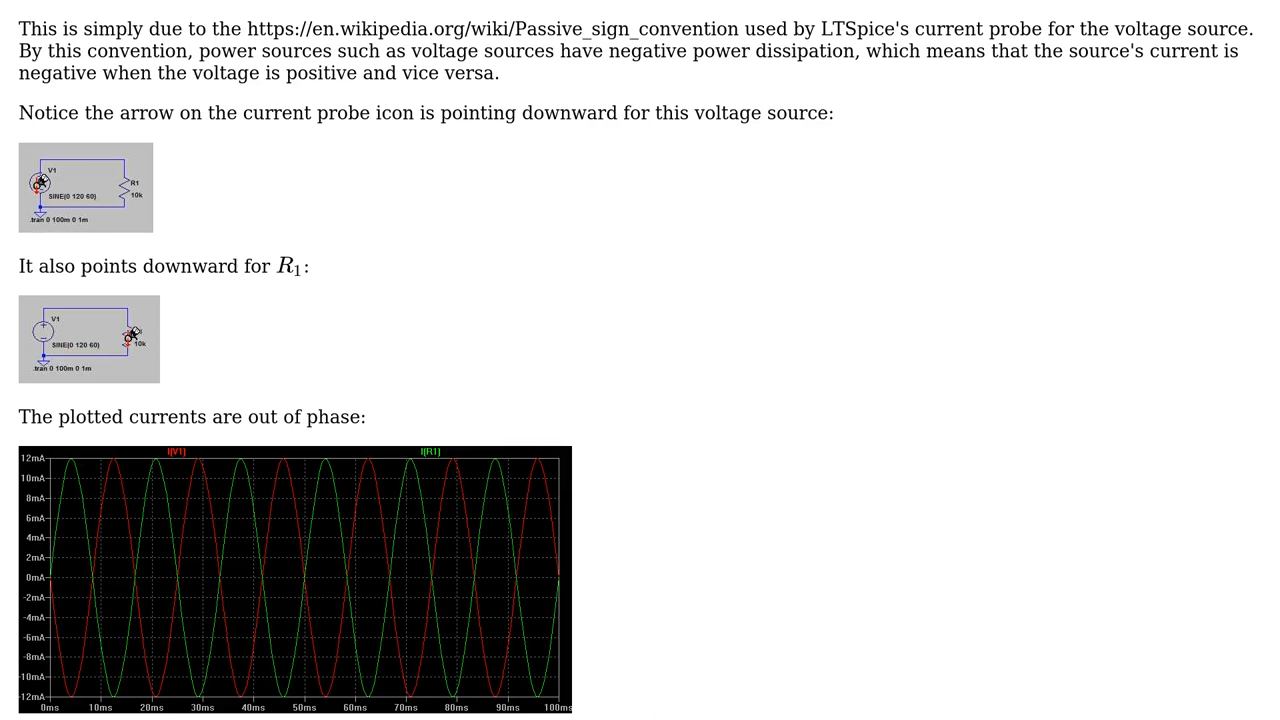 This is simply due to the https://en.wikipedia.org/wiki/Passive_sign_convention used by LTSpice's current probe for the voltage source.
By this convention, power sources such as voltage sources have negative power dissipation, which means that the source's current is
negative when the voltage is positive and vice versa.
Notice the arrow on the current probe icon is pointing downward for this voltage source:
V1
R1
SINE(0 120 60)
10k
.tran 0 100m 0 1m
It also points downward for R1:
V1
SINE(0 120 60)
10k
.tran 0 100m 0 1m
The plotted currents are out of phase:
I(V1)
I(R1)
12mA
10mA
8mA
6mA
4mA
2mA
0mA
-2mA
-4mA
-6mA
-8mA
-10mA
-12mA
0ms 10ms 20ms 30ms 40ms 50ms 60ms 70ms 80ms 90ms 100ms